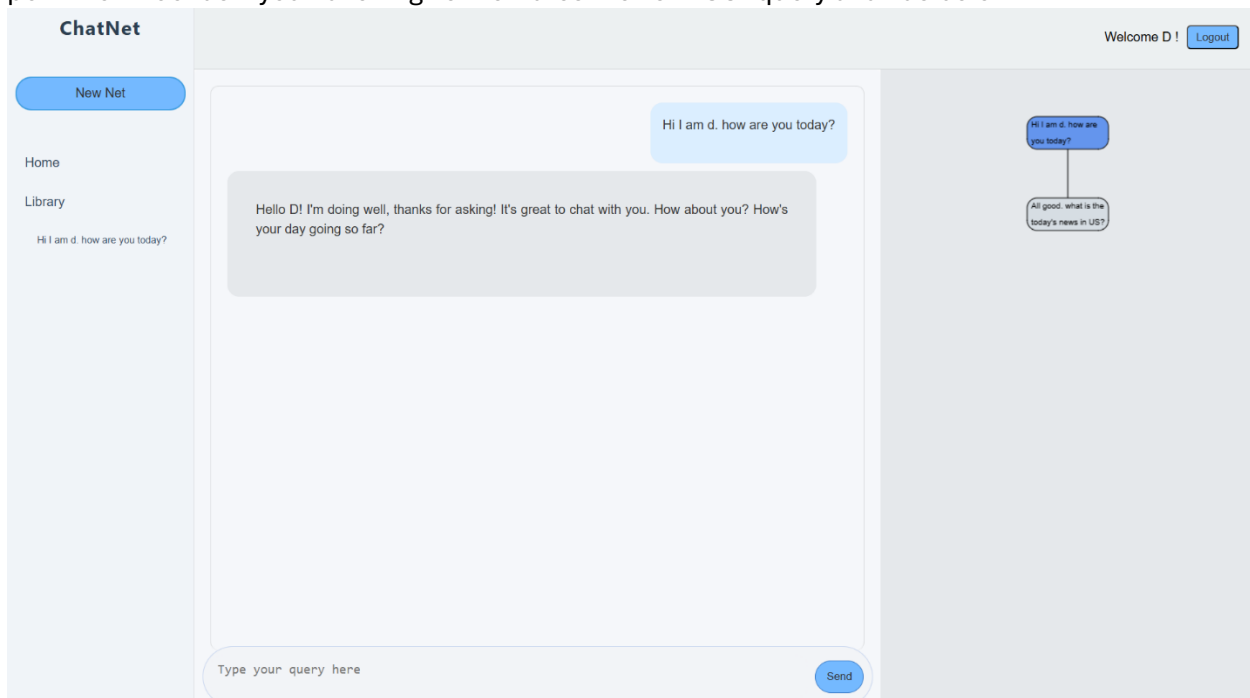 ChatNet
Welcome D !
Logout
New Net
Home
Library
Hi I am d. how are you today?
Hi I am d. how are you today?
Hello D! I'm doing well, thanks for asking! It's great to chat with you. How about you? How's
your day going so far?
Type your query here
Send
Hi I am d. how are
you today?
All good. what is the
today's news in US?